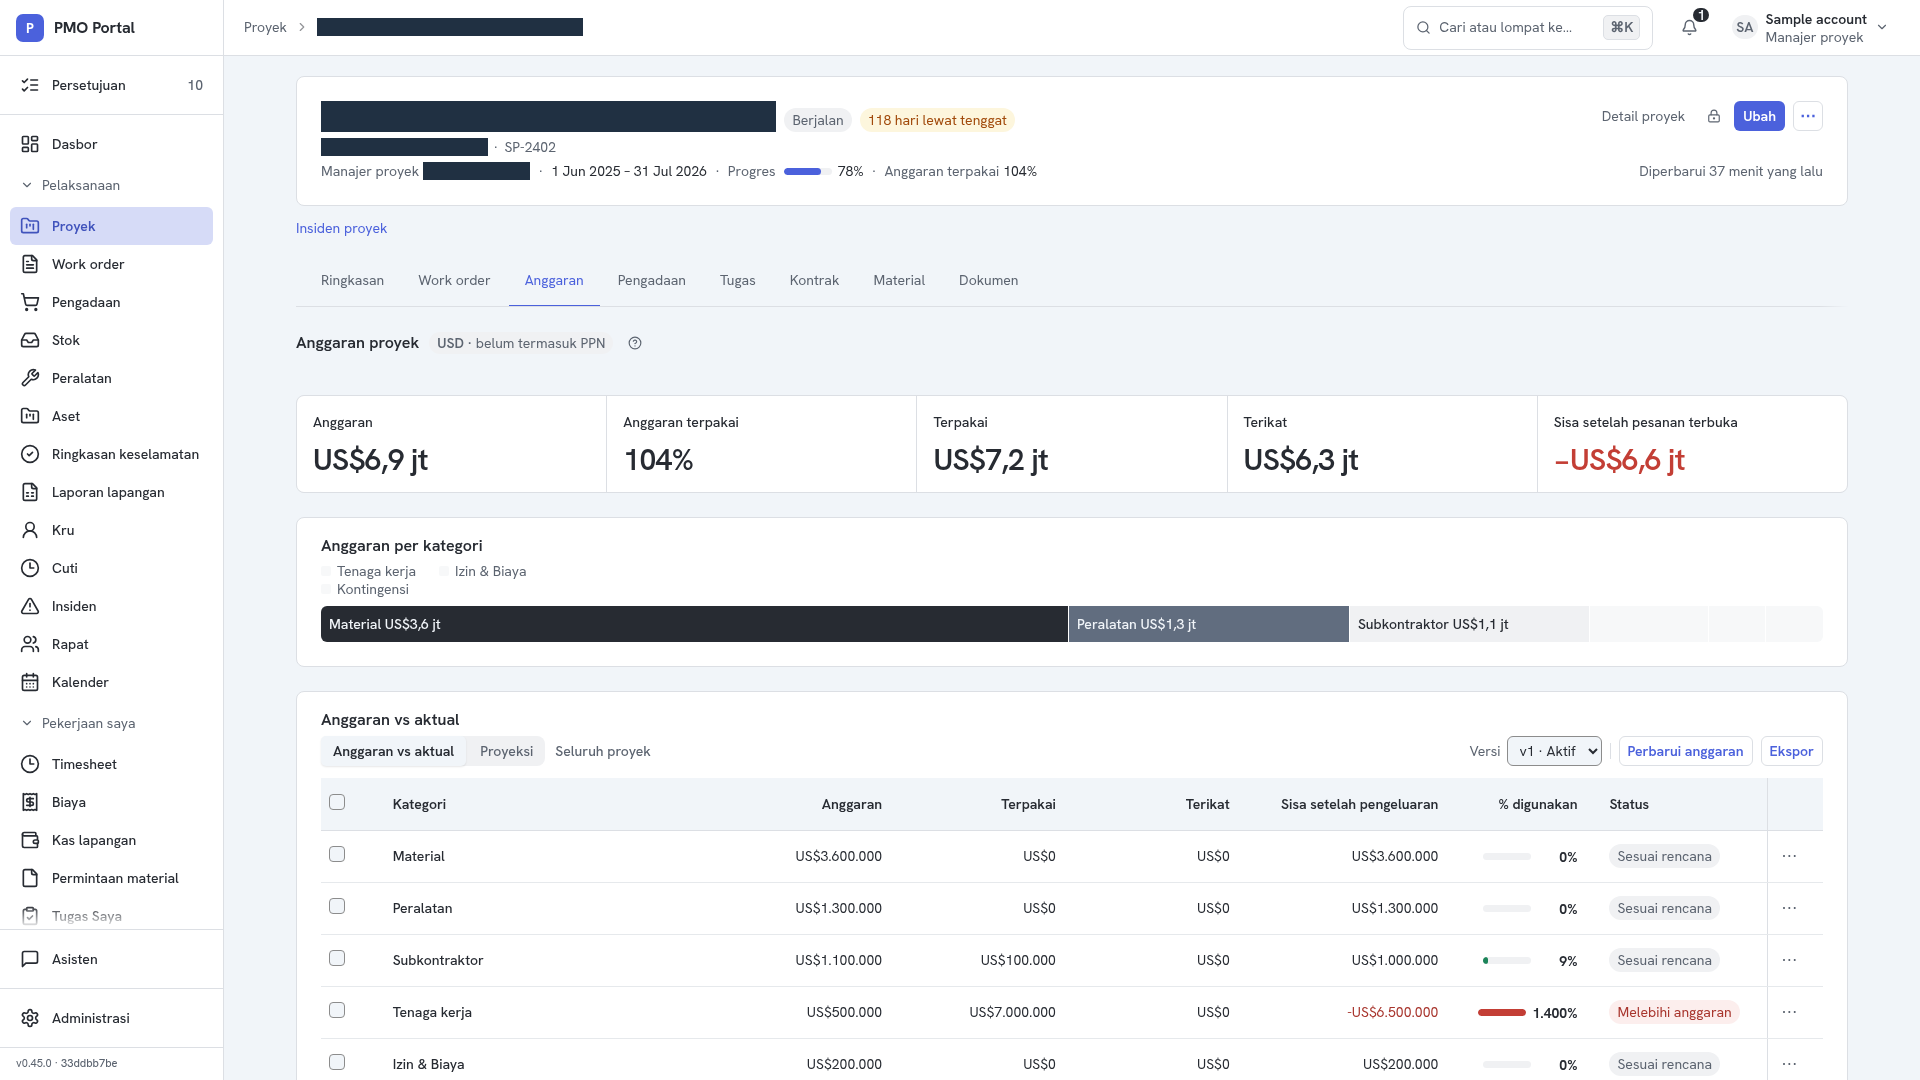 P PMO Portal
Proyek
Cari atau lompat ke... ⌘K
1
SA Sample account
Manajer proyek
Persetujuan 10
Dasbor
Pelaksanaan
Proyek
Work order
Pengadaan
Stok
Peralatan
Aset
Ringkasan keselamatan
Laporan lapangan
Kru
Cuti
Insiden
Rapat
Kalender
Pekerjaan saya
Timesheet
Biaya
Kas lapangan
Permintaan material
Tugas Saya
Asisten
Administrasi
v0.45.0 · 33ddbb7be
Berjalan 118 hari lewat tenggat
Detail proyek Ubah ...
· SP-2402
Manajer proyek · 1 Jun 2025 – 31 Jul 2026 · Progres 78% · Anggaran terpakai 104%
Diperbarui 37 menit yang lalu
Insiden proyek
Ringkasan Work order Anggaran Pengadaan Tugas Kontrak Material Dokumen
Anggaran proyek USD · belum termasuk PPN
Anggaran Anggaran terpakai Terpakai Terikat Sisa setelah pesanan terbuka
US$6,9 jt 104% US$7,2 jt US$6,3 jt −US$6,6 jt
Anggaran per kategori
Tenaga kerja Izin & Biaya
Kontingensi
Material US$3,6 jt Peralatan US$1,3 jt Subkontraktor US$1,1 jt
Anggaran vs aktual
Anggaran vs aktual Proyeksi Seluruh proyek Versi v1 · Aktif Perbarui anggaran Ekspor
Kategori Anggaran Terpakai Terikat Sisa setelah pengeluaran % digunakan Status
Material US$3.600.000 US$0 US$0 US$3.600.000 0% Sesuai rencana ...
Peralatan US$1.300.000 US$0 US$0 US$1.300.000 0% Sesuai rencana ...
Subkontraktor US$1.100.000 US$100.000 US$0 US$1.000.000 9% Sesuai rencana ...
Tenaga kerja US$500.000 US$7.000.000 US$0 -US$6.500.000 1.400% Melebihi anggaran ...
Izin & Biaya US$200.000 US$0 US$0 US$200.000 0% Sesuai rencana ...